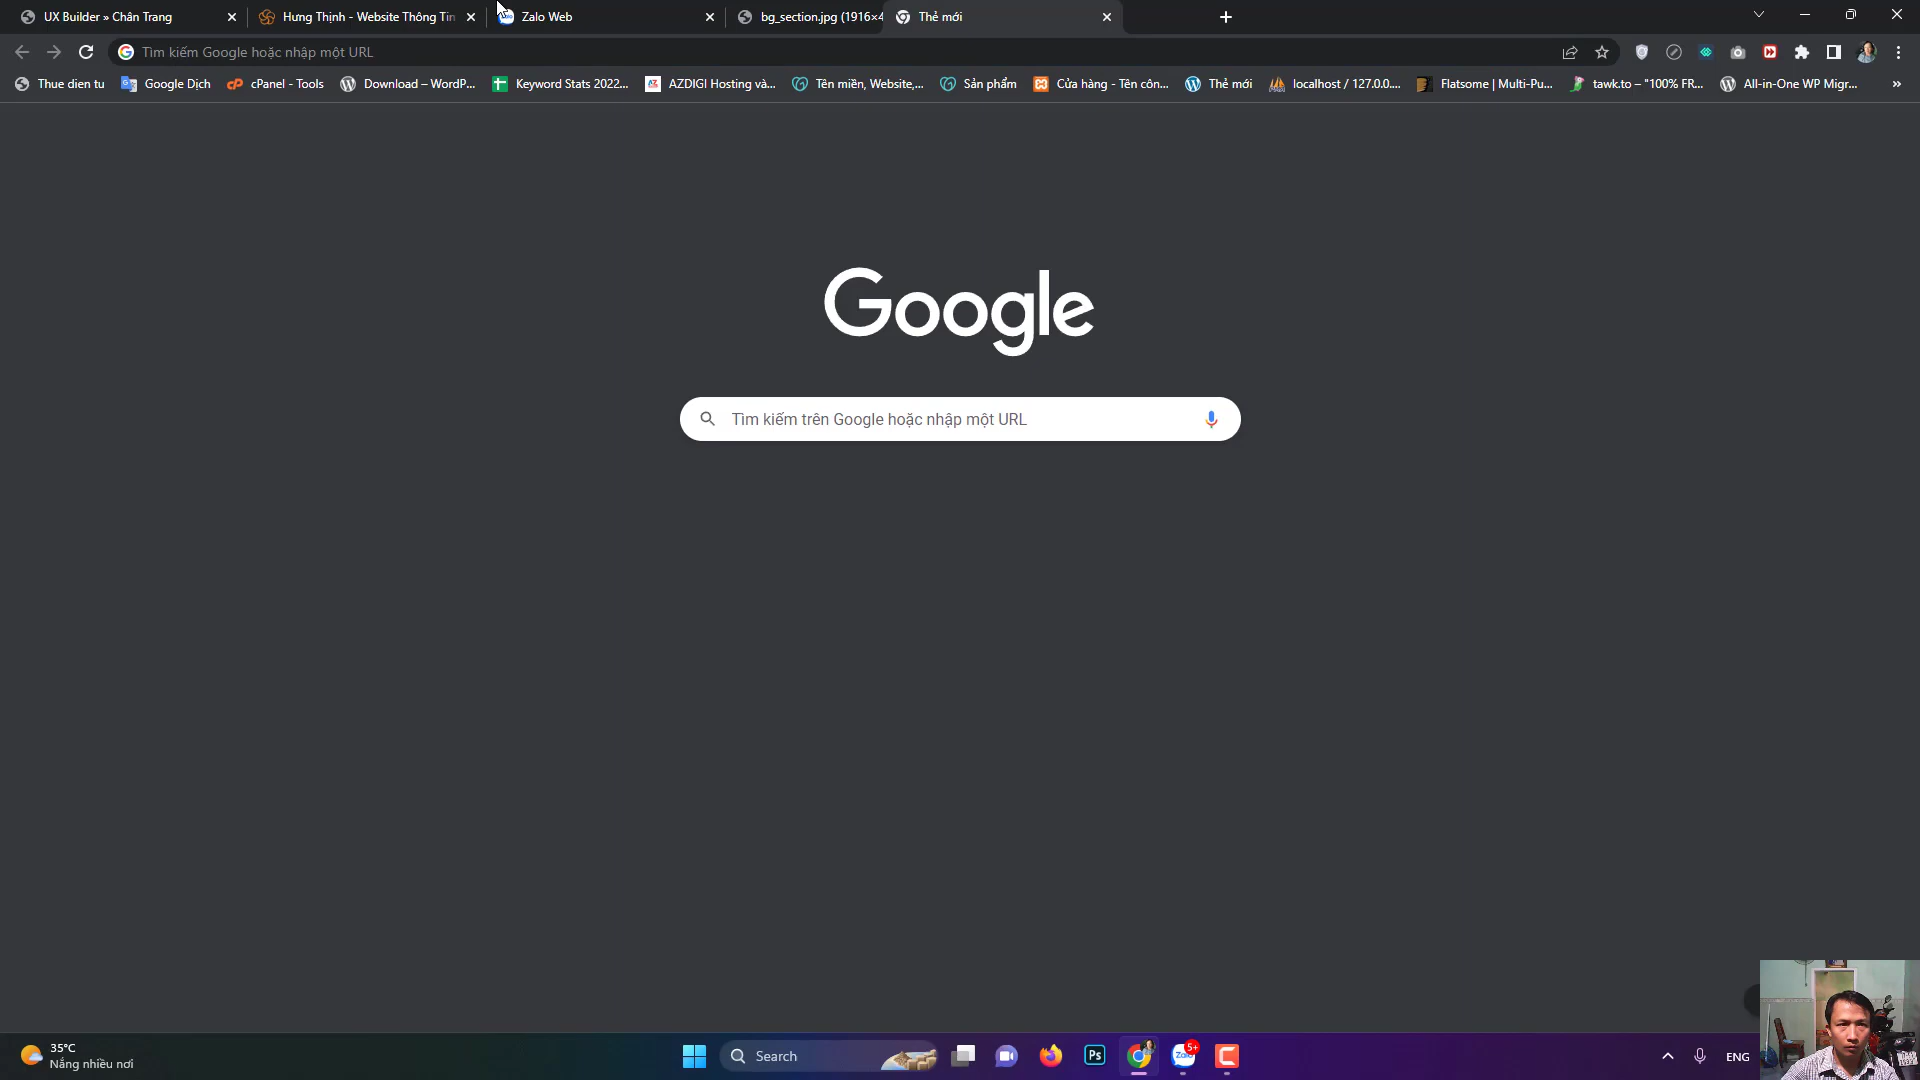 UX Builder » Chân Trang
Hưng Thịnh - Website Thông Tin
Zalo Web
bg_section.jpg (1916×4
Thẻ mới
Tìm kiếm Google hoặc nhập một URL
Thue dien tu
Google Dịch
cPanel - Tools
Download – WordP...
Keyword Stats 2022...
AZDIGI Hosting và...
Tên miền, Website,...
Sản phẩm
Cửa hàng - Tên côn...
Thẻ mới
localhost / 127.0.0....
Flatsome | Multi-Pu...
tawk.to – "100% FR...
All-in-One WP Migr...
»
Google
Tìm kiếm trên Google hoặc nhập một URL
35°C
Nắng nhiều nơi
Search
Ps
Zalo
5+
ENG